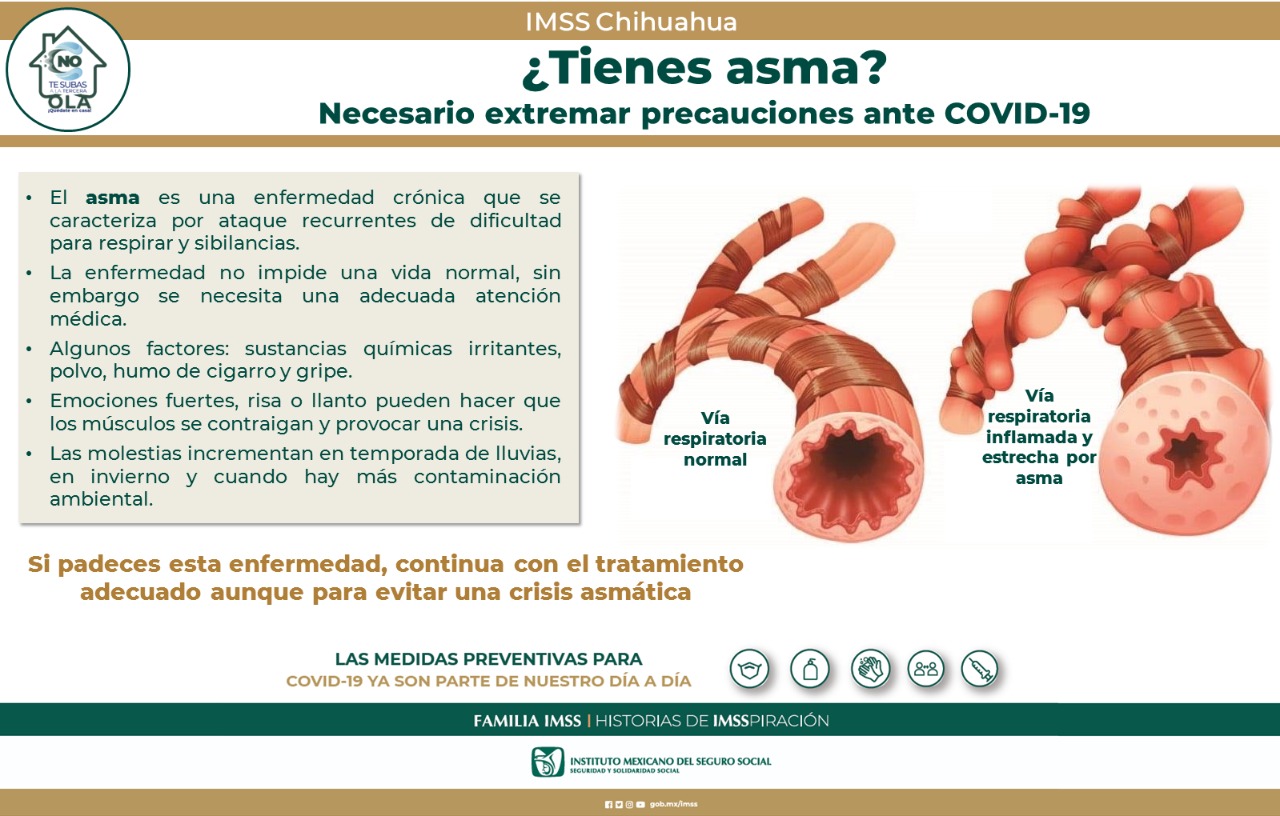 IMSS Chihuahua
NO
TE SUBAS
A LA TERCERA
OLA
¡Quédate en casa!
¿Tienes asma?
Necesario extremar precauciones ante COVID-19
• El asma es una enfermedad crónica que se
caracteriza por ataque recurrentes de dificultad
para respirar y sibilancias.
• La enfermedad no impide una vida normal, sin
embargo se necesita una adecuada atención
médica.
• Algunos factores: sustancias químicas irritantes,
polvo, humo de cigarro y gripe.
• Emociones fuertes, risa o llanto pueden hacer que
los músculos se contraigan y provocar una crisis.
• Las molestias incrementan en temporada de lluvias,
en invierno y cuando hay más contaminación
ambiental.
Vía
respiratoria
normal
Vía
respiratoria
inflamada y
estrecha por
asma
Si padeces esta enfermedad, continua con el tratamiento
adecuado aunque para evitar una crisis asmática
LAS MEDIDAS PREVENTIVAS PARA
COVID-19 YA SON PARTE DE NUESTRO DÍA A DÍA
FAMILIA IMSS | HISTORIAS DE IMSSPIRACIÓN
INSTITUTO MEXICANO DEL SEGURO SOCIAL
SEGURIDAD Y SOLIDARIDAD SOCIAL
gob.mx/imss